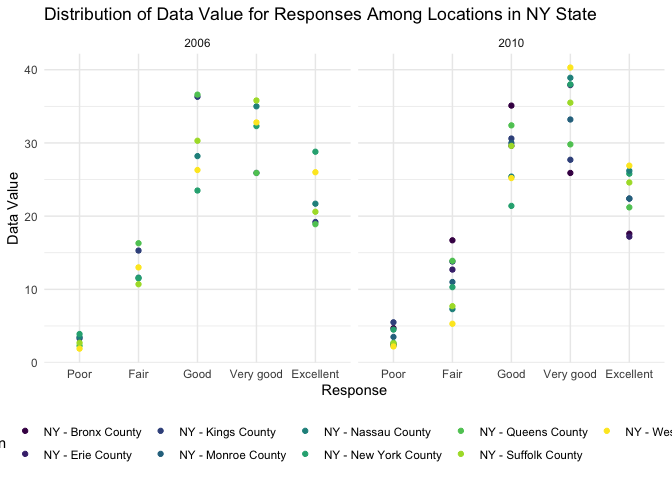 Distribution of Data Value for Responses Among Locations in NY State
2006
2010
Data Value
40
30
20
10
0
Poor Fair Good Very good Excellent
Poor Fair Good Very good Excellent
Response
n
NY - Bronx County NY - Kings County NY - Nassau County NY - Queens County NY - Wes
NY - Erie County NY - Monroe County NY - New York County NY - Suffolk County